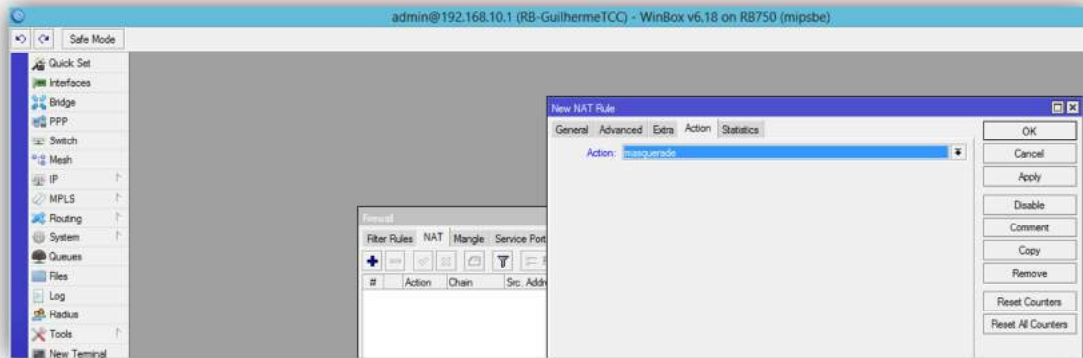 admin@192.168.10.1 (RB-GuilhermeTCC) - WinBox v6.18 on RB750 (mipsbe)
Safe Mode
Quick Set
Interfaces
Bridge
PPP
Switch
Mesh
IP
MPLS
Routing
System
Queues
Files
Log
Radius
Tools
New Terminal
Firewall
Filter Rules NAT Mangle Service Port
# Action Chain Src. Addr
New NAT Rule
General Advanced Extra Action Statistics
Action: masquerade
OK
Cancel
Apply
Disable
Comment
Copy
Remove
Reset Counters
Reset All Counters